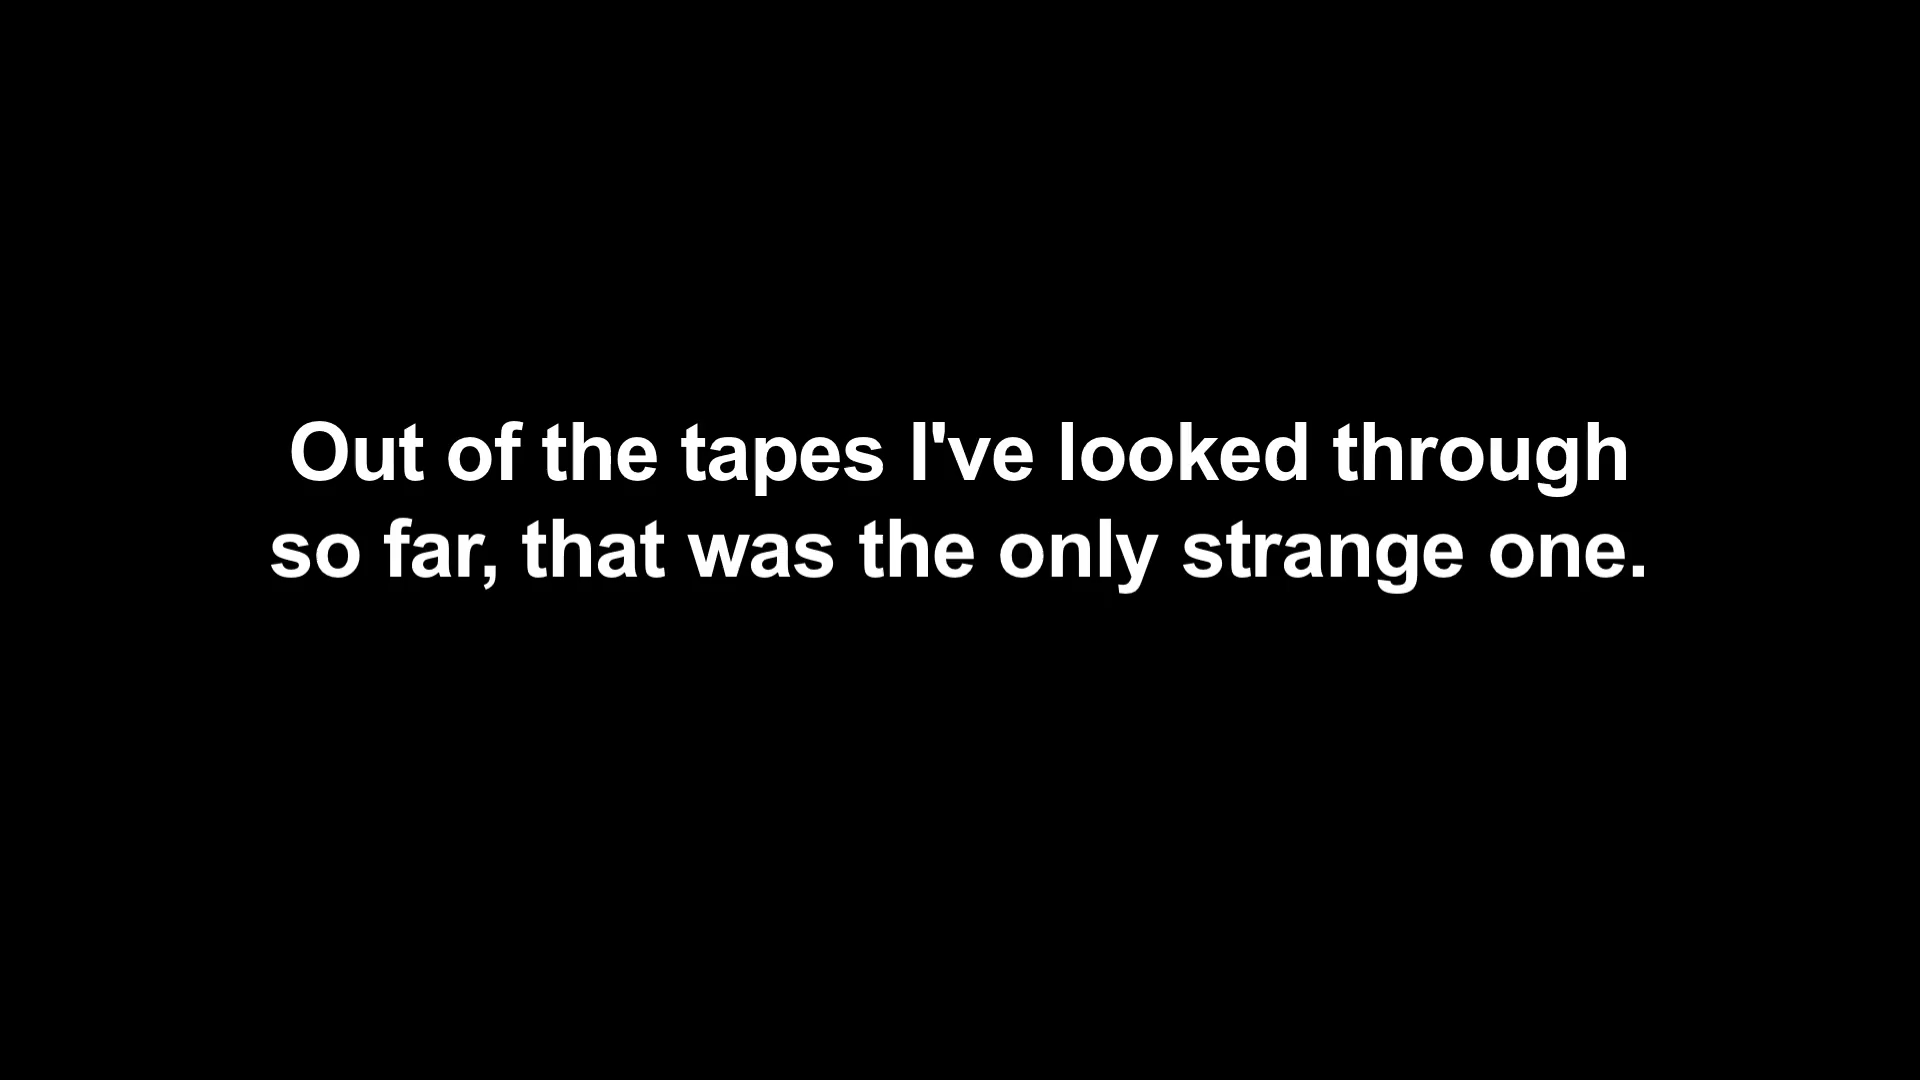 Out of the tapes I've looked through
so far, that was the only strange one.